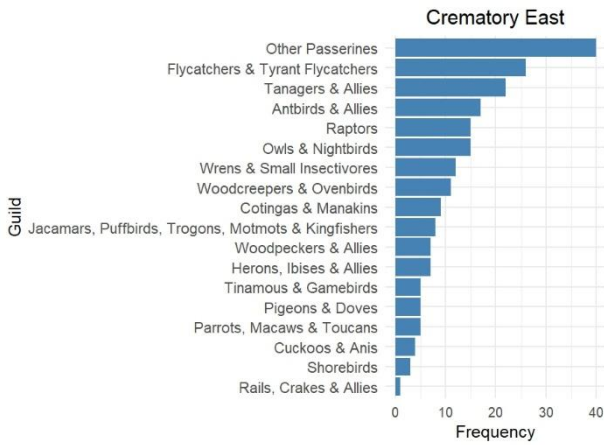 Crematory East
Other Passerines
Flycatchers & Tyrant Flycatchers
Tanagers & Allies
Antbirds & Allies
Raptors
Owls & Nightbirds
Wrens & Small Insectivores
Woodcreepers & Ovenbirds
Cotingas & Manakins
Jacamars, Puffbirds, Trogons, Motmots & Kingfishers
Woodpeckers & Allies
Herons, Ibises & Allies
Tinamous & Gamebirds
Pigeons & Doves
Parrots, Macaws & Toucans
Cuckoos & Anis
Shorebirds
Rails, Crakes & Allies
Guild
0 10 20 30 40
Frequency